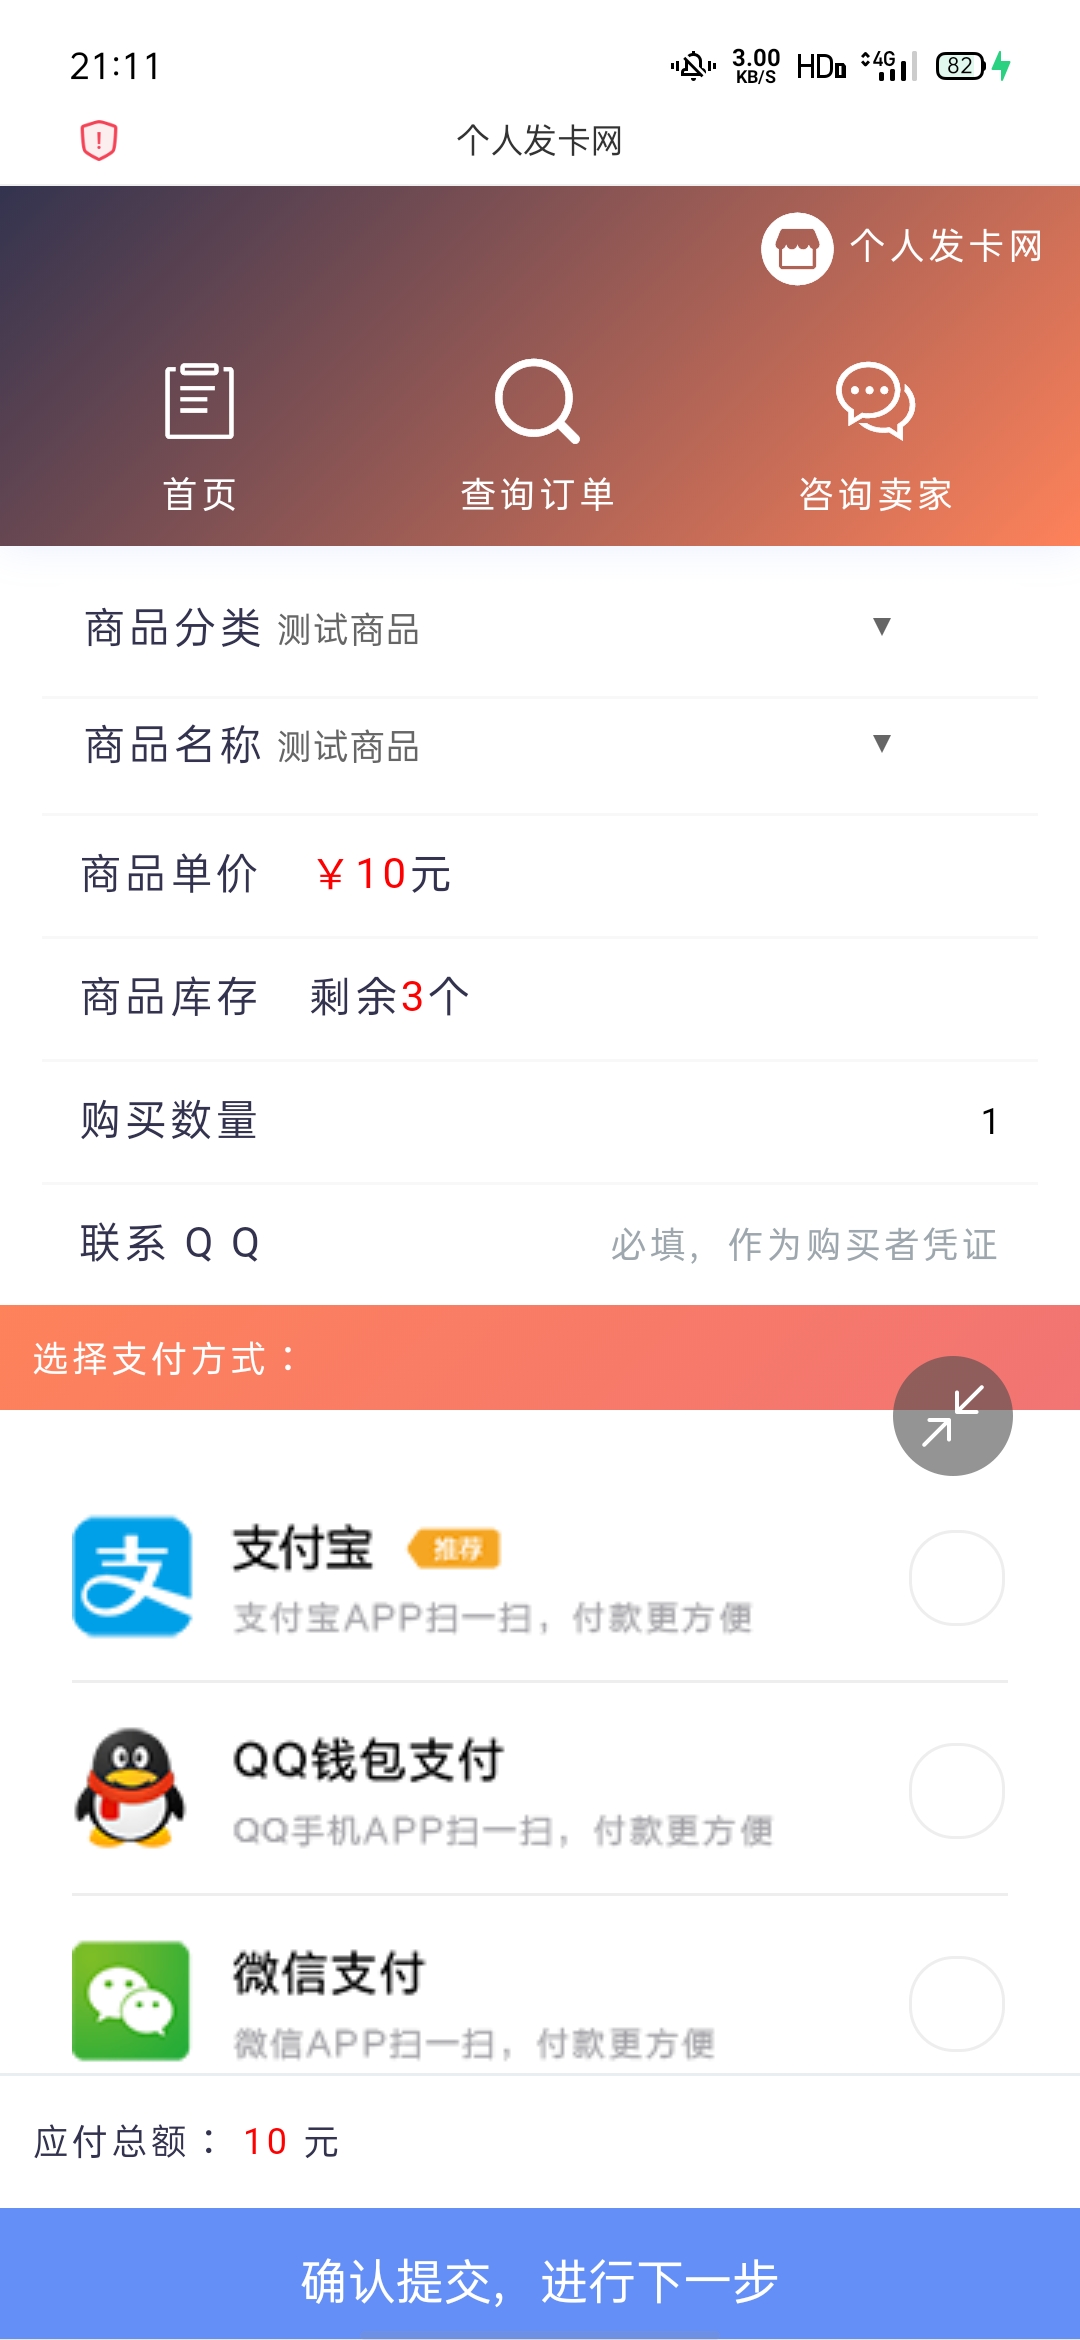 21:11
3.00
KB/S
HD
4G
82
个人发卡网
个人发卡网
首页 查询订单 咨询卖家
商品分类 测试商品 ▼
商品名称 测试商品 ▼
商品单价 ¥10元
商品库存 剩余3个
购买数量 1
联系QQ 必填，作为购买者凭证
选择支付方式：
支付宝 推荐
支付宝APP扫一扫，付款更方便
QQ钱包支付
QQ手机APP扫一扫，付款更方便
微信支付
微信APP扫一扫，付款更方便
应付总额：10 元
确认提交，进行下一步